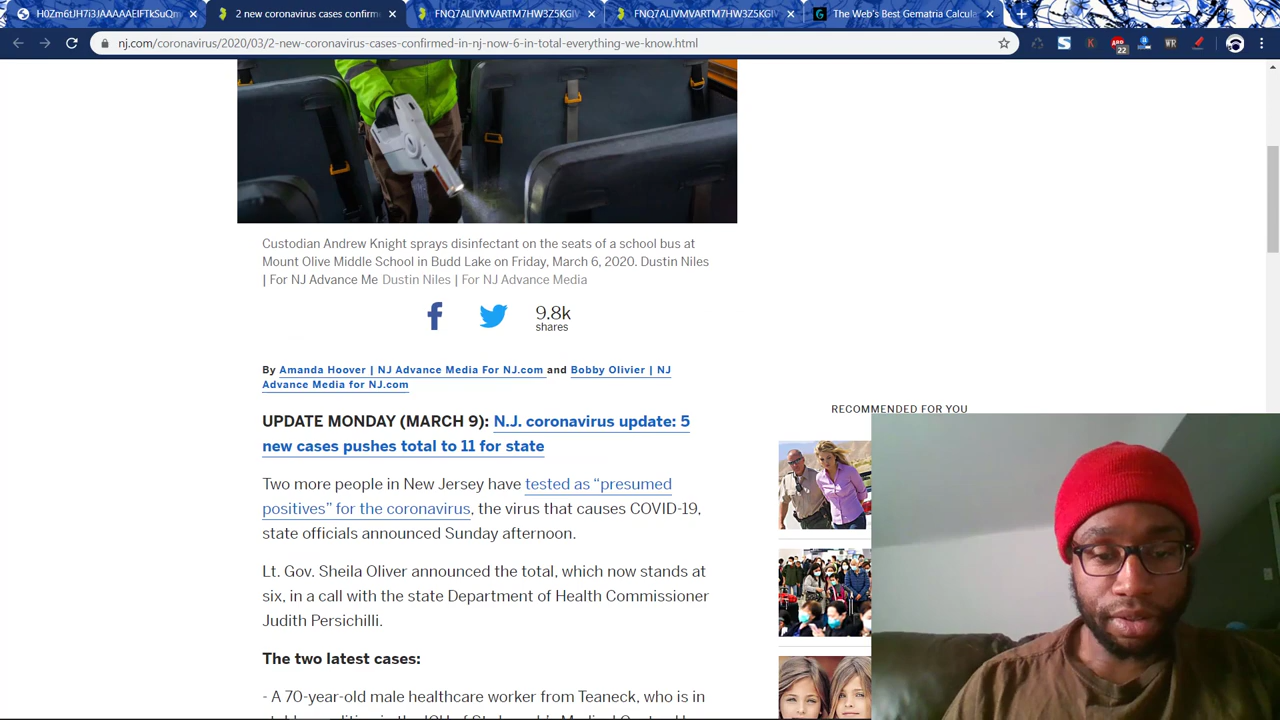 H0Zm6tJH7i3JAAAAAEIFTkSuQm
2 new coronavirus cases confirm
FNQ7ALIVMVARTM7HW3Z5KGIV
FNQ7ALIVMVARTM7HW3Z5KGIV
The Web's Best Gematria Calcula
nj.com/coronavirus/2020/03/2-new-coronavirus-cases-confirmed-in-nj-now-6-in-total-everything-we-know.html
22
WR
Custodian Andrew Knight sprays disinfectant on the seats of a school bus at
Mount Olive Middle School in Budd Lake on Friday, March 6, 2020. Dustin Niles
| For NJ Advance Me Dustin Niles | For NJ Advance Media
9.8k
shares
By Amanda Hoover | NJ Advance Media For NJ.com and Bobby Olivier | NJ
Advance Media for NJ.com
UPDATE MONDAY (MARCH 9): N.J. coronavirus update: 5
new cases pushes total to 11 for state
RECOMMENDED FOR YOU
Two more people in New Jersey have tested as “presumed
positives” for the coronavirus, the virus that causes COVID-19,
state officials announced Sunday afternoon.
Lt. Gov. Sheila Oliver announced the total, which now stands at
six, in a call with the state Department of Health Commissioner
Judith Persichilli.
The two latest cases:
- A 70-year-old male healthcare worker from Teaneck, who is in